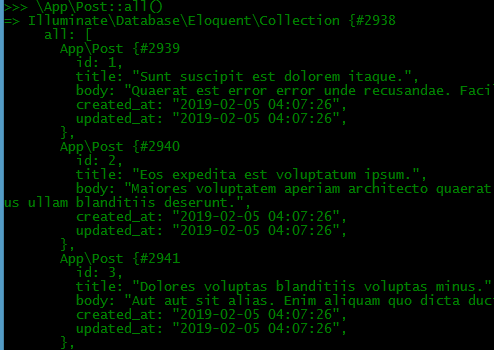 >>> \App\Post::all()
=> Illuminate\Database\Eloquent\Collection {#2938
all: [
App\Post {#2939
id: 1,
title: "Sunt suscipit est dolorem itaque.",
body: "Quaerat est error error unde recusandae. Faci
created_at: "2019-02-05 04:07:26",
updated_at: "2019-02-05 04:07:26",
},
App\Post {#2940
id: 2,
title: "Eos expedita est voluptatum ipsum.",
body: "Maiores voluptatem aperiam architecto quaerat
us ullam blanditiis deserunt.",
created_at: "2019-02-05 04:07:26",
updated_at: "2019-02-05 04:07:26",
},
App\Post {#2941
id: 3,
title: "Dolores voluptas blanditiis voluptas minus."
body: "Aut aut sit alias. Enim aliquam quo dicta duc
created_at: "2019-02-05 04:07:26",
updated_at: "2019-02-05 04:07:26",
},